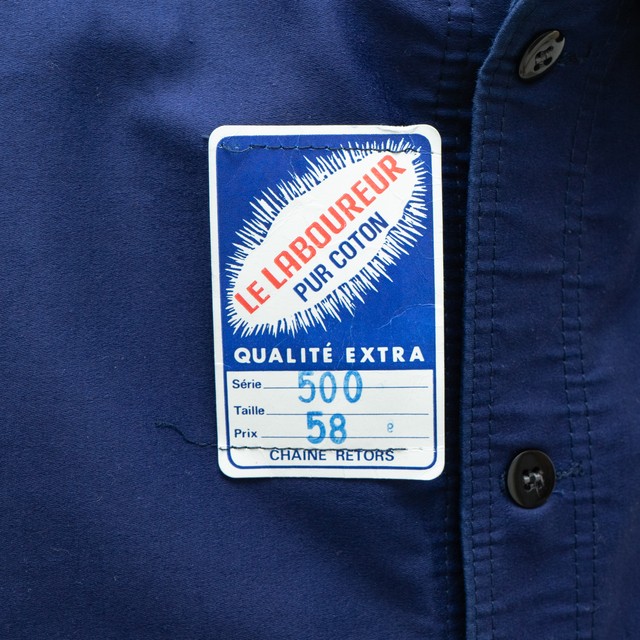 LE LABOUREUR
PUR COTON
QUALITÉ EXTRA
Série 500
Taille 58
Prix
CHAINE RETORS